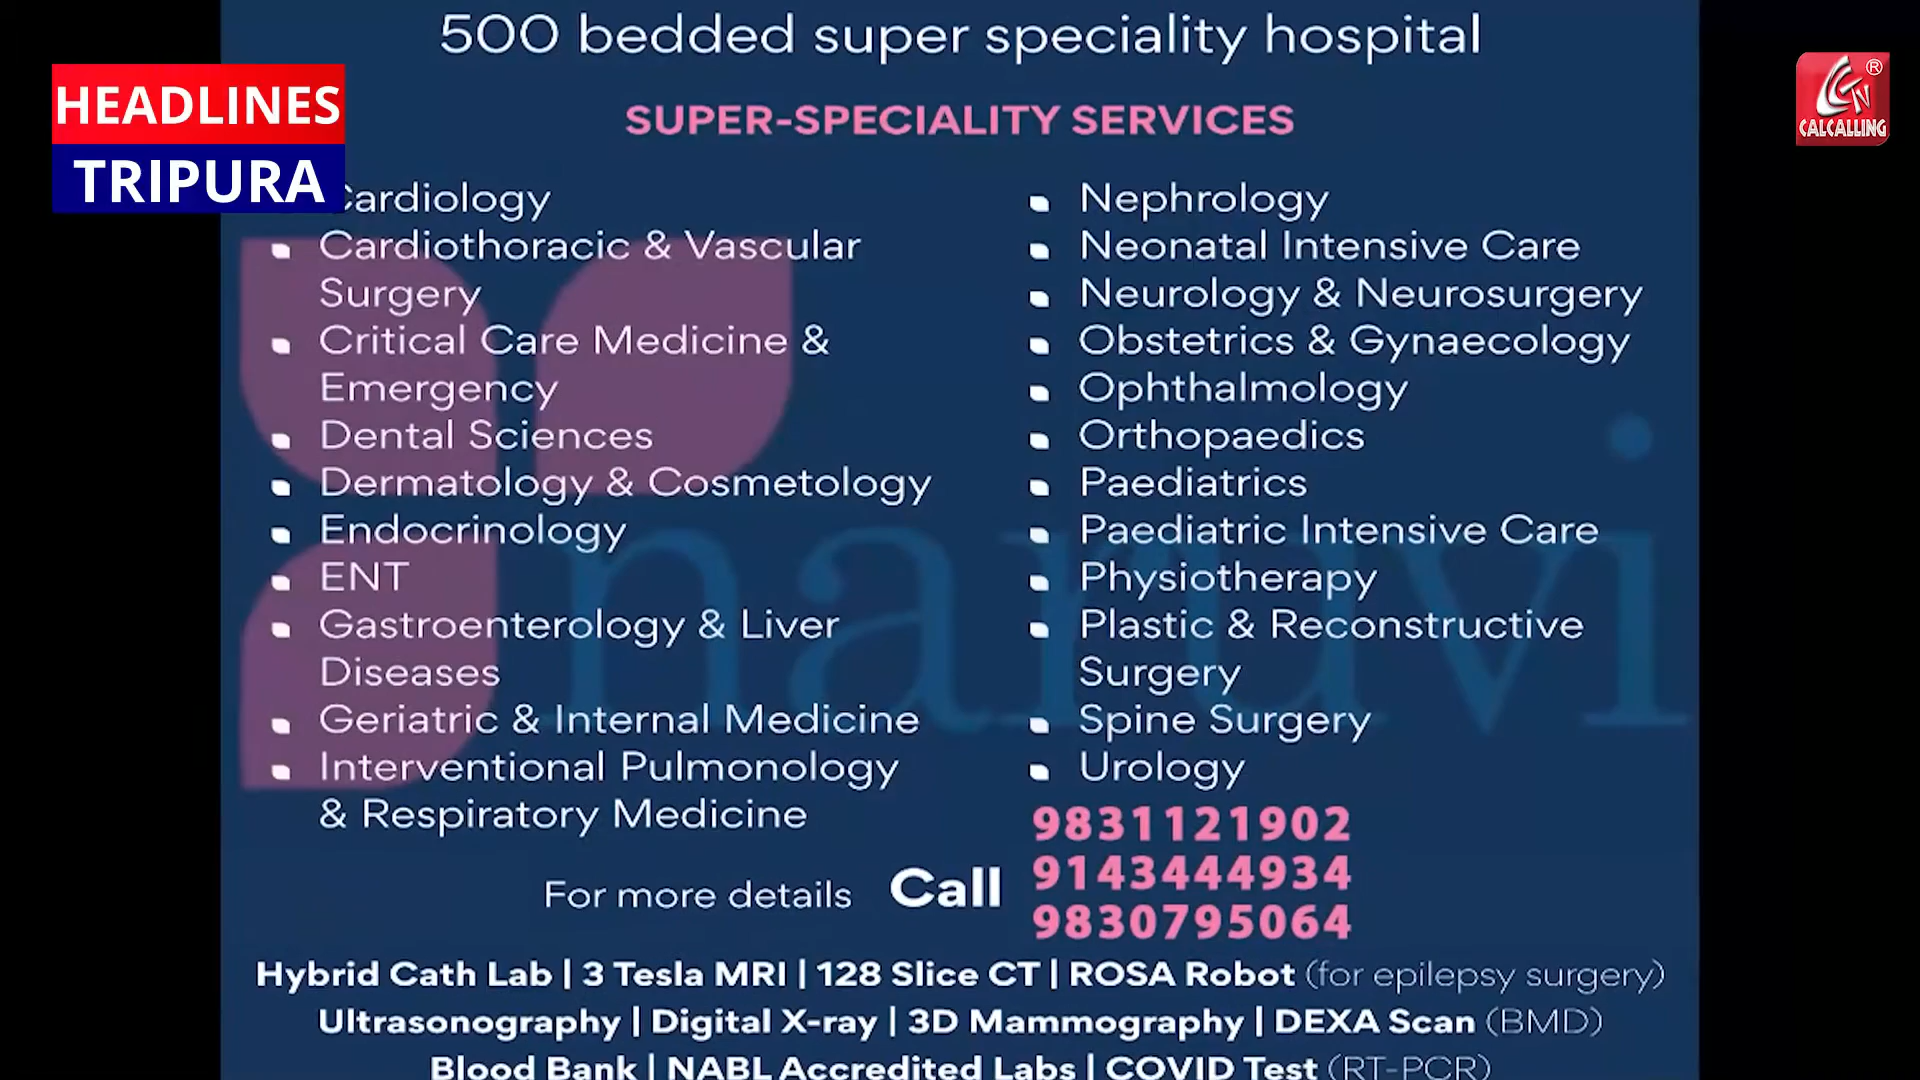 500 bedded super speciality hospital
HEADLINES
TRIPURA
CALCALLING
SUPER-SPECIALITY SERVICES
Cardiology
Cardiothoracic & Vascular
Surgery
Critical Care Medicine &
Emergency
Dental Sciences
Dermatology & Cosmetology
Endocrinology
ENT
Gastroenterology & Liver
Diseases
Geriatric & Internal Medicine
Interventional Pulmonology
& Respiratory Medicine
Nephrology
Neonatal Intensive Care
Neurology & Neurosurgery
Obstetrics & Gynaecology
Ophthalmology
Orthopaedics
Paediatrics
Paediatric Intensive Care
Physiotherapy
Plastic & Reconstructive
Surgery
Spine Surgery
Urology
naruvi
For more details Call
9831121902
9143444934
9830795064
Hybrid Cath Lab | 3 Tesla MRI | 128 Slice CT | ROSA Robot (for epilepsy surgery)
Ultrasonography | Digital X-ray | 3D Mammography | DEXA Scan (BMD)
Blood Bank | NABL Accredited Labs | COVID Test (RT-PCR)